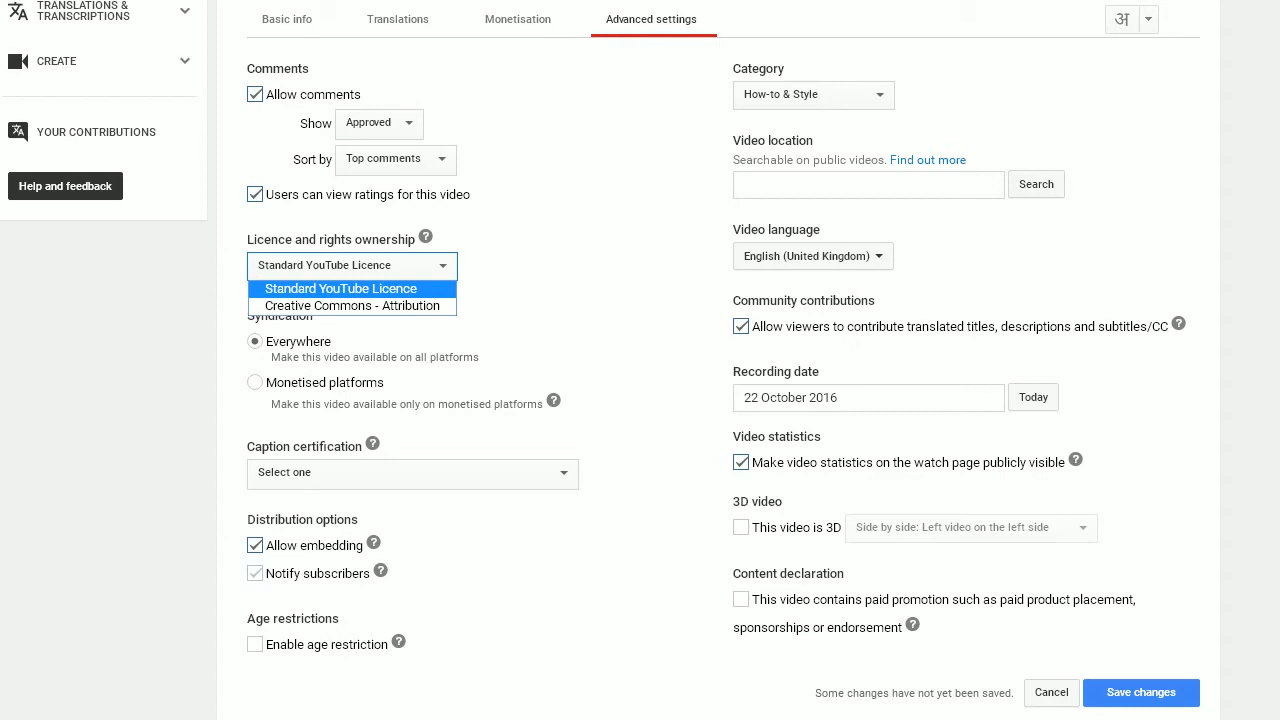 TRANSLATIONS &
TRANSCRIPTIONS
CREATE
YOUR CONTRIBUTIONS
Help and feedback
Basic info
Translations
Monetisation
Advanced settings
अ
Comments
Allow comments
Show
Approved
Sort by
Top comments
Users can view ratings for this video
Licence and rights ownership ?
Standard YouTube Licence
Standard YouTube Licence
Creative Commons - Attribution
Syndication
Everywhere
Make this video available on all platforms
Monetised platforms
Make this video available only on monetised platforms ?
Caption certification ?
Select one
Distribution options
Allow embedding ?
Notify subscribers ?
Age restrictions
Enable age restriction ?
Category
How-to & Style
Video location
Searchable on public videos. Find out more
Search
Video language
English (United Kingdom)
Community contributions
Allow viewers to contribute translated titles, descriptions and subtitles/CC ?
Recording date
22 October 2016
Today
Video statistics
Make video statistics on the watch page publicly visible ?
3D video
This video is 3D
Side by side: Left video on the left side
Content declaration
This video contains paid promotion such as paid product placement,
sponsorships or endorsement ?
Some changes have not yet been saved.
Cancel
Save changes